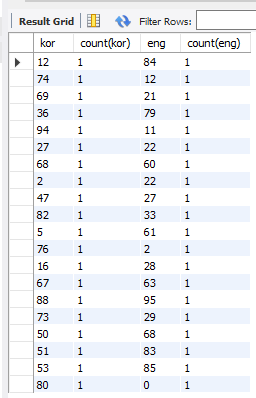 Result Grid Filter Rows:
kor count(kor) eng count(eng)
12 1 84 1
74 1 12 1
69 1 21 1
36 1 79 1
94 1 11 1
27 1 22 1
68 1 60 1
2 1 22 1
47 1 27 1
82 1 33 1
5 1 61 1
76 1 2 1
16 1 28 1
67 1 63 1
88 1 95 1
73 1 29 1
50 1 68 1
51 1 83 1
53 1 85 1
80 1 0 1